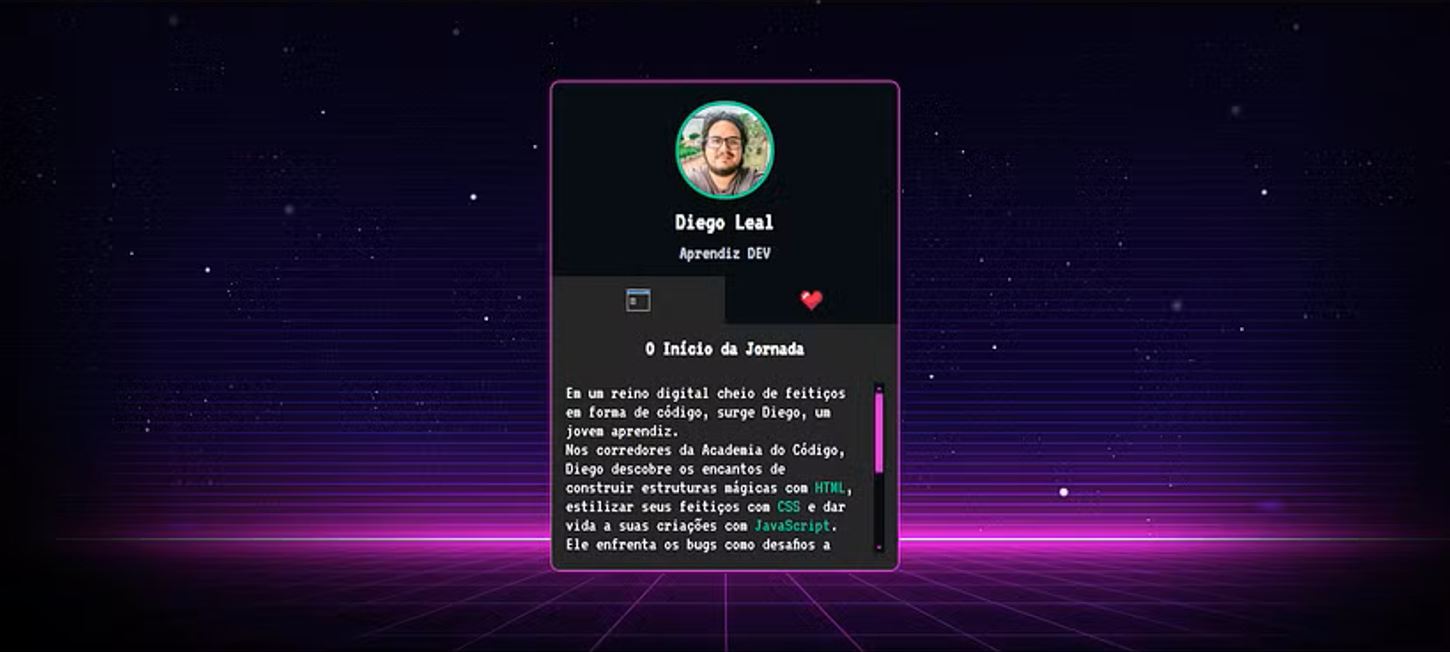 Diego Leal
Aprendiz DEV
O Início da Jornada
Em um reino digital cheio de feitiços
em forma de código, surge Diego, um
jovem aprendiz.
Nos corredores da Academia do Código,
Diego descobre os encantos de
construir estruturas mágicas com HTML,
estilizar seus feitiços com CSS e dar
vida a suas criações com JavaScript.
Ele enfrenta os bugs como desafios a